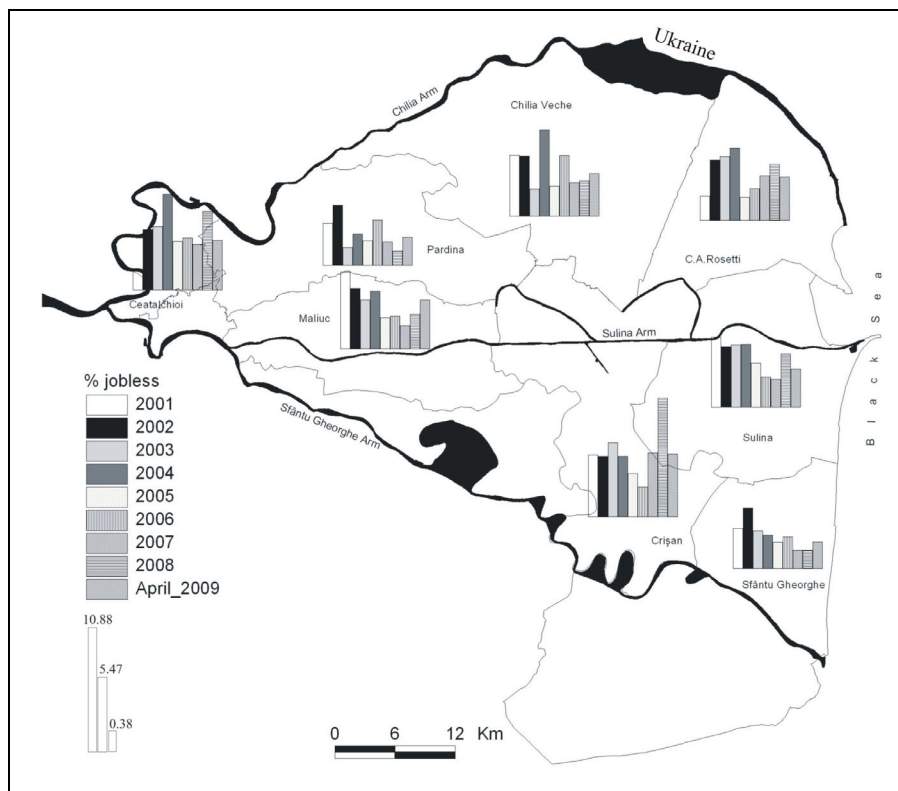 Ukraine
Chilia Arm
Chilia Veche
Pardina
C.A.Rosetti
Ceatalchioi
Maliuc
Sulina Arm
Black Sea
% jobless
2001
2002
2003
2004
2005
2006
2007
2008
April_2009
Sfântu Gheorghe Arm
Sulina
Crişan
Sfântu Gheorghe
10.88
5.47
0.38
0 6 12 Km